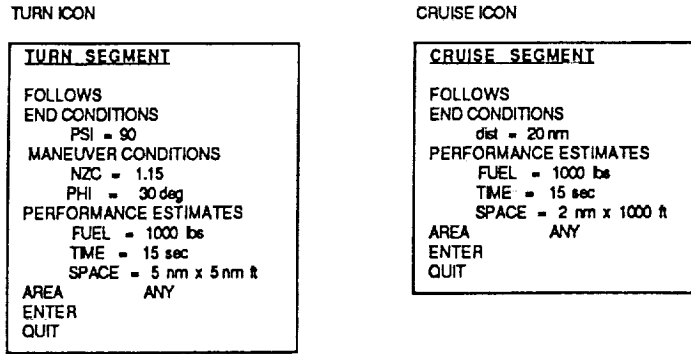 TURN ICON
TURN SEGMENT
FOLLOWS
END CONDITIONS
PSI = 90
MANEUVER CONDITIONS
NZC = 1.15
PHI = 30 deg
PERFORMANCE ESTIMATES
FUEL = 1000 lbs
TIME = 15 sec
SPACE = 5 nm x 5 nm ft
AREA ANY
ENTER
QUIT
CRUISE ICON
CRUISE SEGMENT
FOLLOWS
END CONDITIONS
dist = 20 nm
PERFORMANCE ESTIMATES
FUEL = 1000 lbs
TIME = 15 sec
SPACE = 2 nm x 1000 ft
AREA ANY
ENTER
QUIT